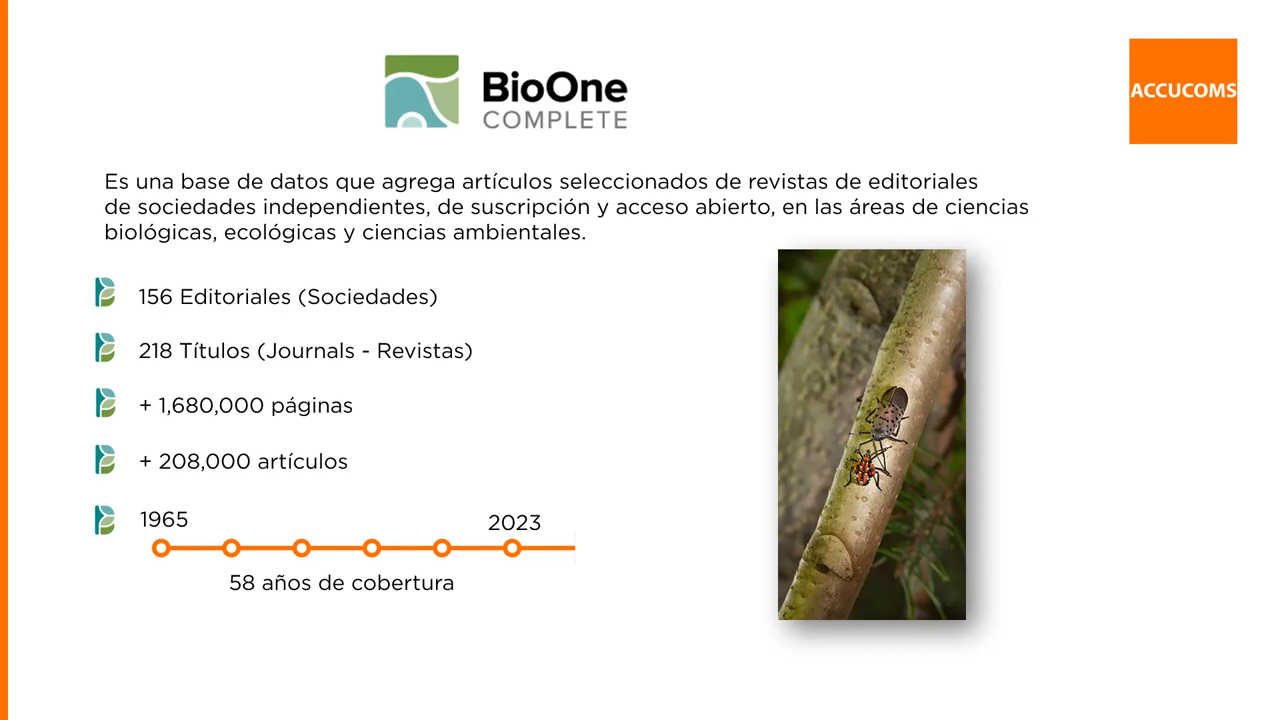 BioOne
COMPLETE
ACCUCOMS
Es una base de datos que agrega artículos seleccionados de revistas de editoriales
de sociedades independientes, de suscripción y acceso abierto, en las áreas de ciencias
biológicas, ecológicas y ciencias ambientales.
156 Editoriales (Sociedades)
218 Títulos (Journals - Revistas)
+ 1,680,000 páginas
+ 208,000 artículos
1965
2023
58 años de cobertura